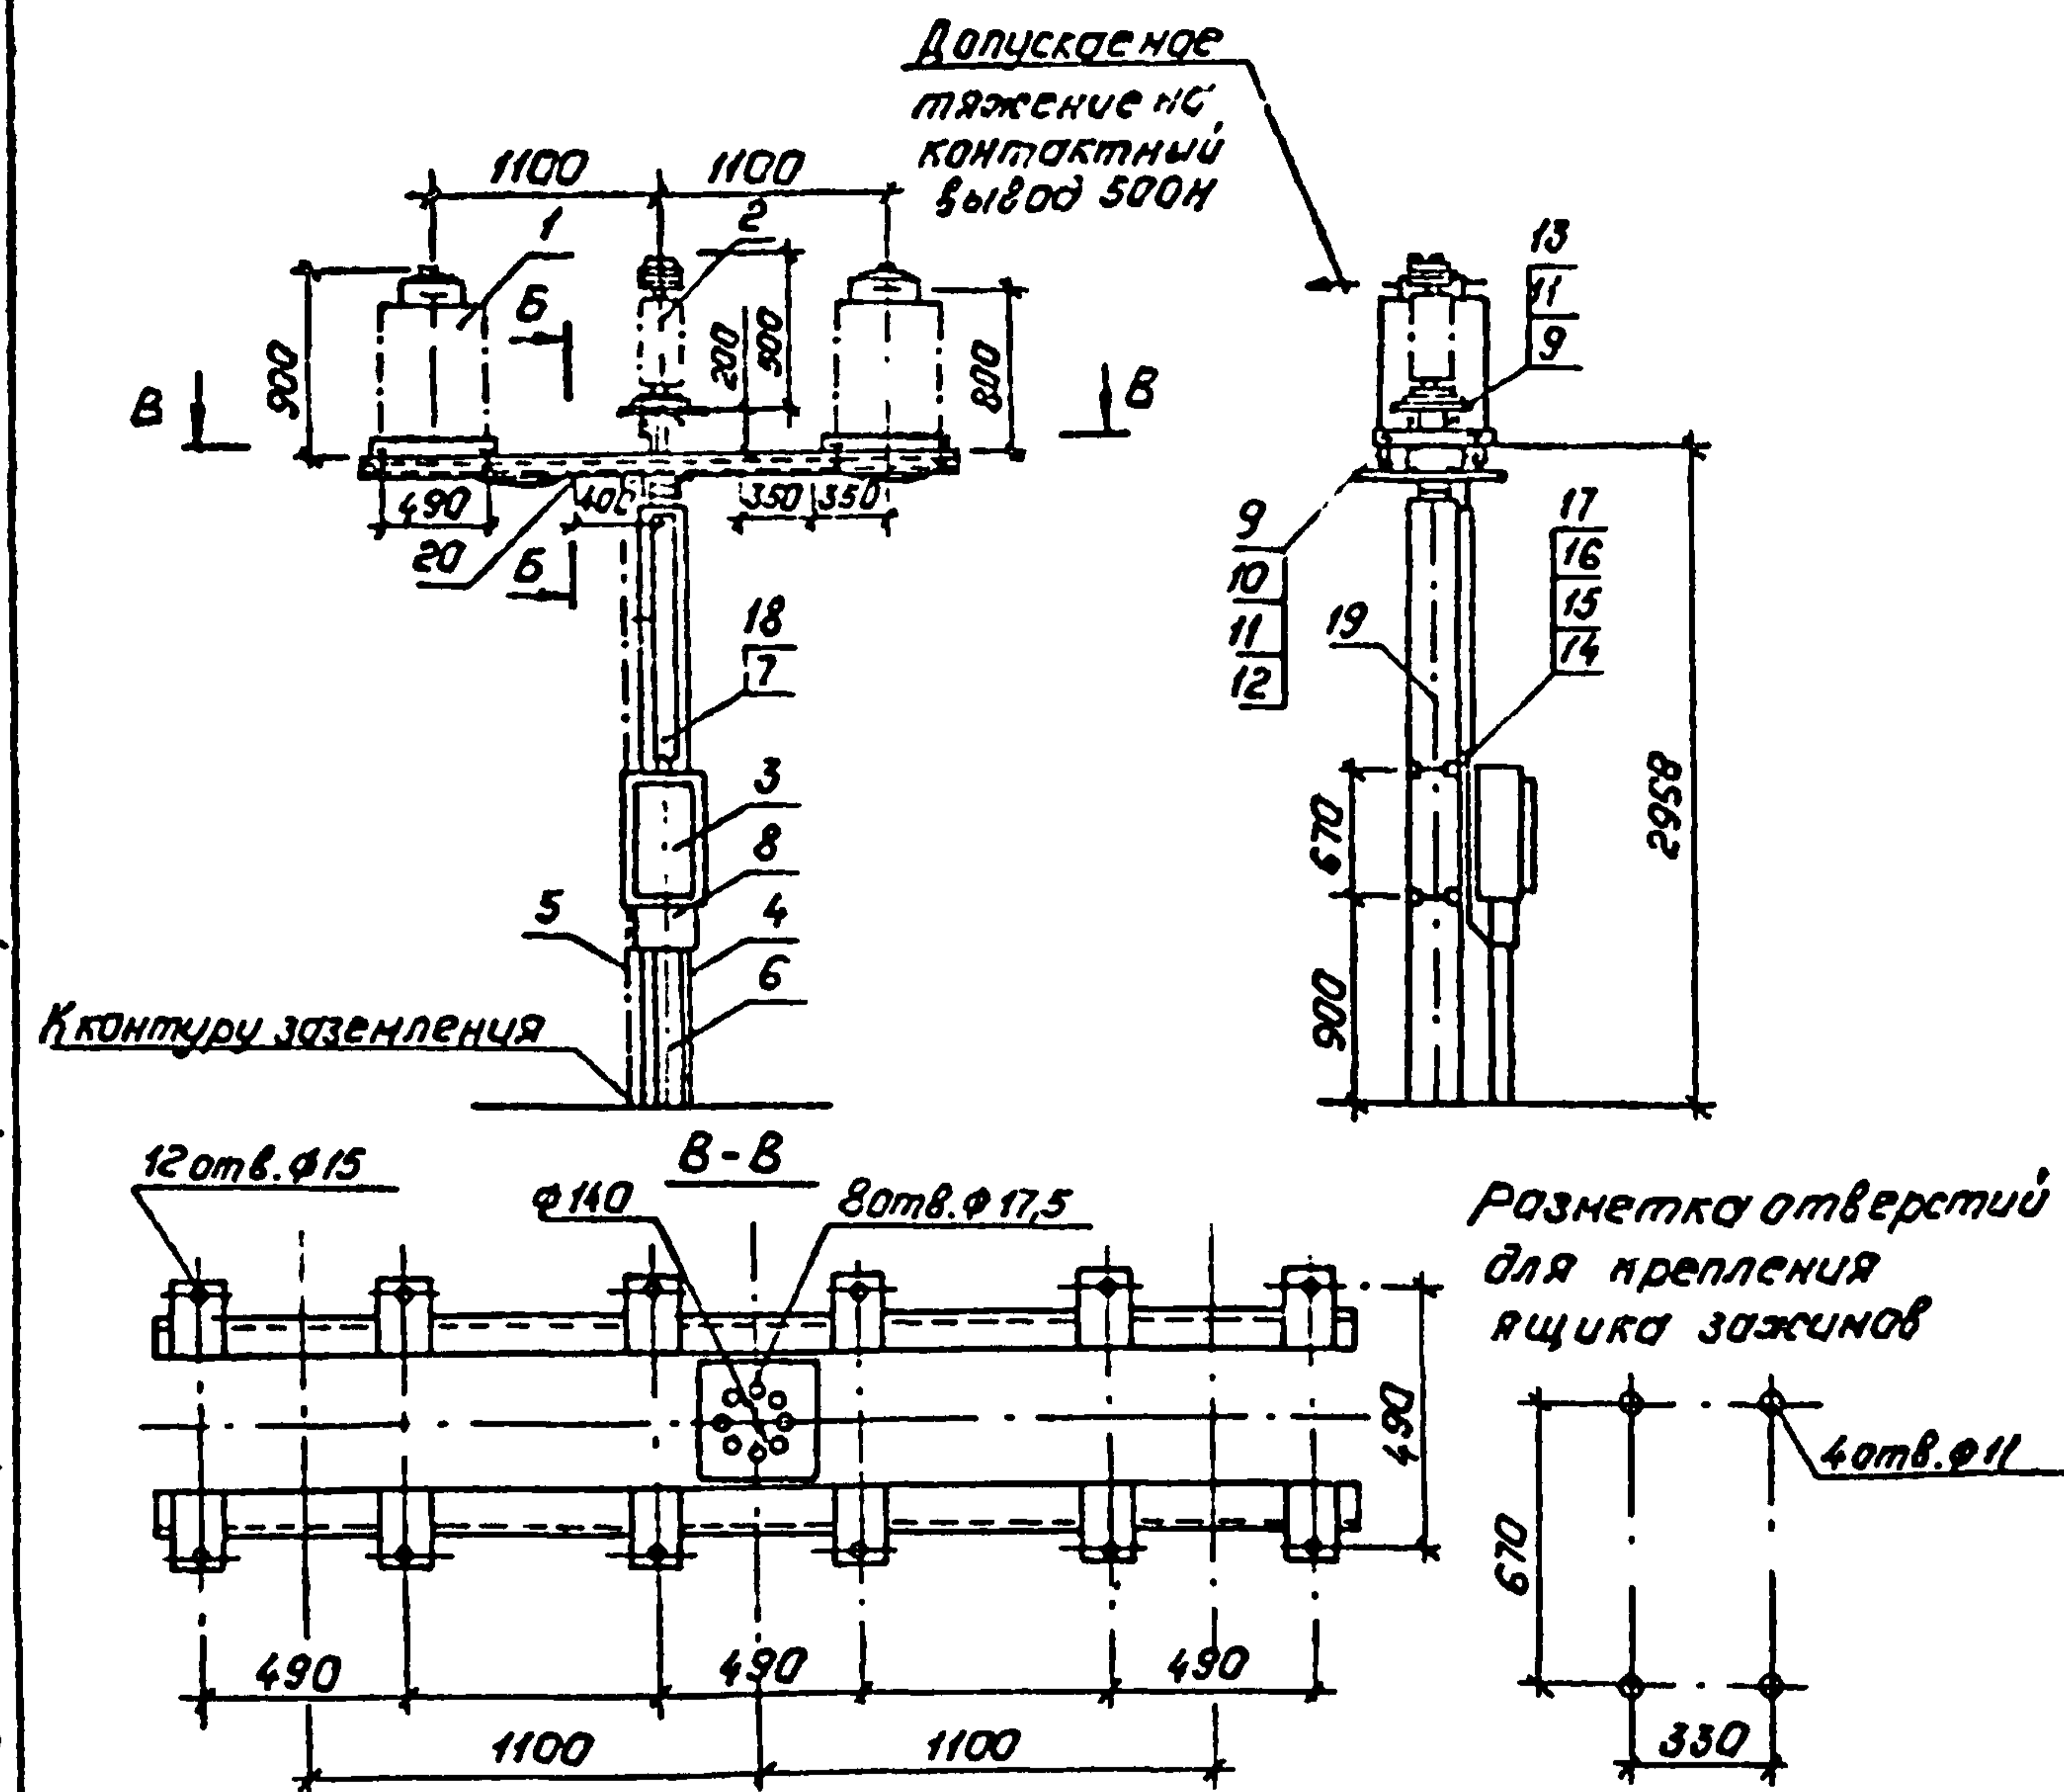 Допускаемое
тяжение на
контактный
вывод 500Н
1100
1100
1
2
Б
900
200
500
800
В
В
490
400
350
350
20
Б
18
7
3
8
5
4
6
К контуру заземления
13
11
9
9
10
11
12
19
17
16
15
14
670
900
2958
В-В
12 отв. ф15
ф140
8 отв. ф17,5
490
490
490
490
1100
1100
Разметка отверстий
для крепления
ящика зажимов
4 отв. ф11
670
330